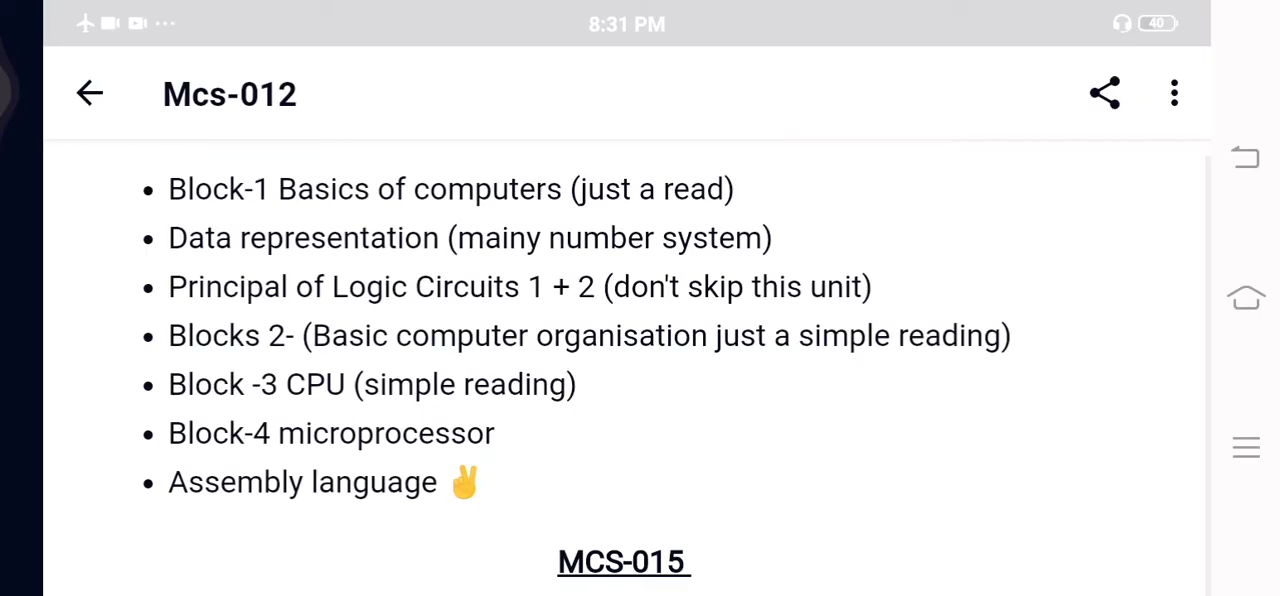 8:31 PM
40
Mcs-012
• Block-1 Basics of computers (just a read)
• Data representation (mainy number system)
• Principal of Logic Circuits 1 + 2 (don't skip this unit)
• Blocks 2- (Basic computer organisation just a simple reading)
• Block -3 CPU (simple reading)
• Block-4 microprocessor
• Assembly language ✌️
MCS-015